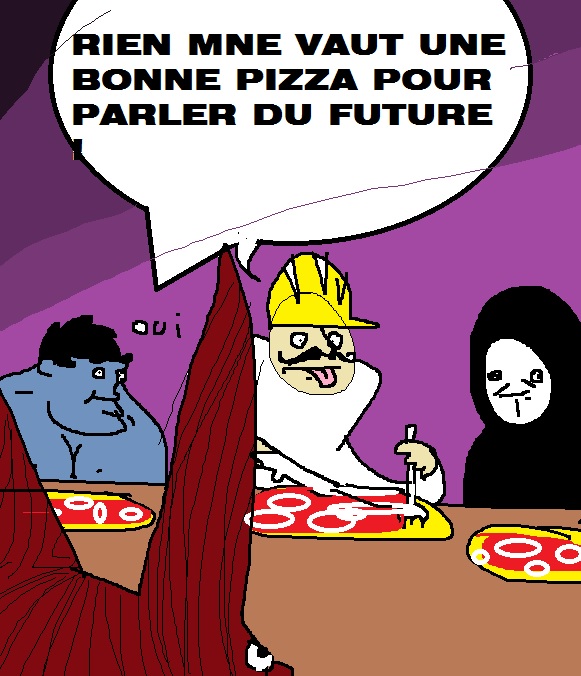 RIEN MNE VAUT UNE
BONNE PIZZA POUR
PARLER DU FUTURE
!
oui